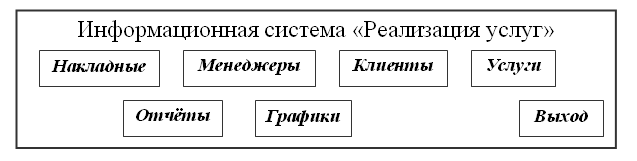 Информационная система «Реализация услуг»
Накладные Менеджеры Клиенты Услуги
Отчёты Графики Выход